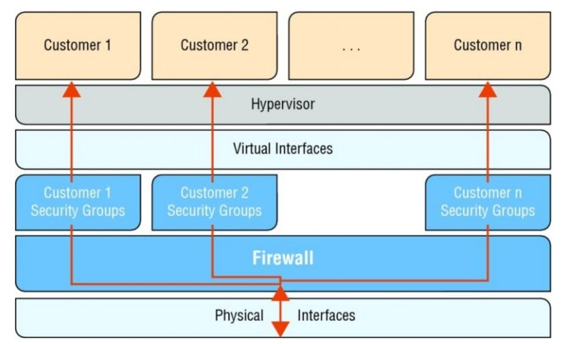 Customer 1
Customer 2
. . .
Customer n
Hypervisor
Virtual Interfaces
Customer 1
Security Groups
Customer 2
Security Groups
Customer n
Security Groups
Firewall
Physical Interfaces